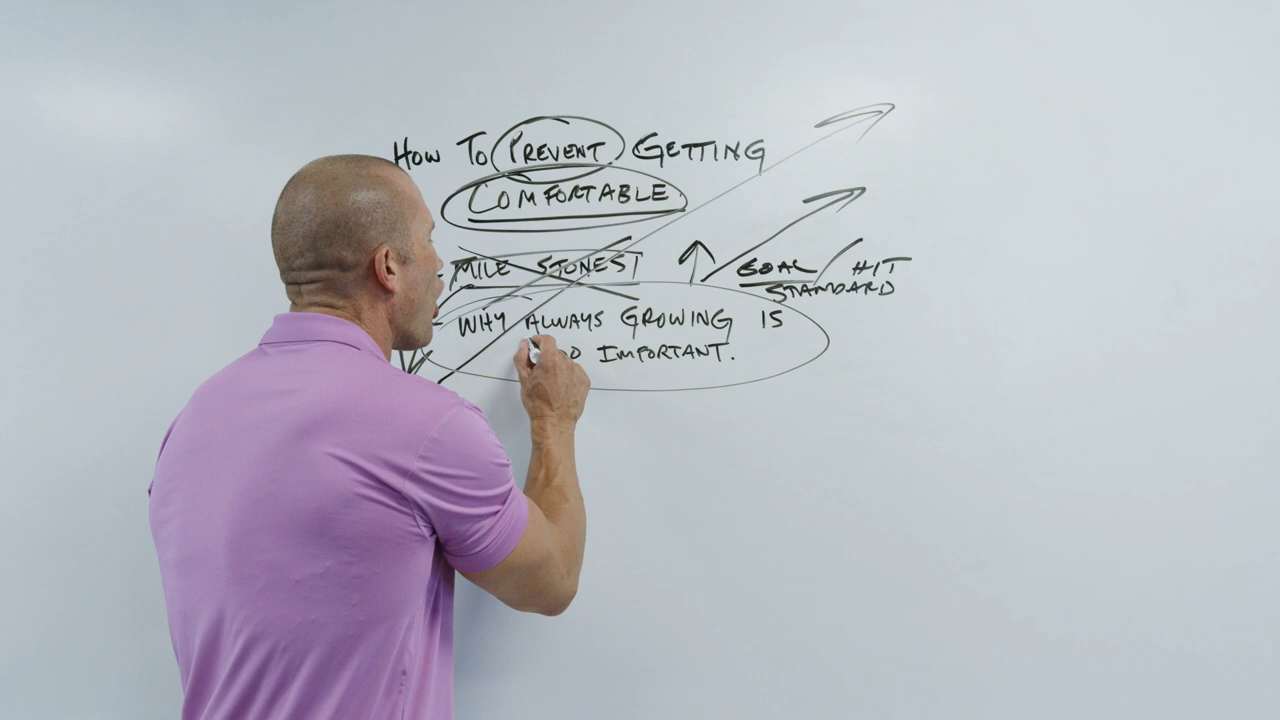 How To PREVENT GETTING
COMFORTABLE
MILE STONES
GOAL / HIT
STANDARD
WHY ALWAYS GROWING IS
IMPORTANT.